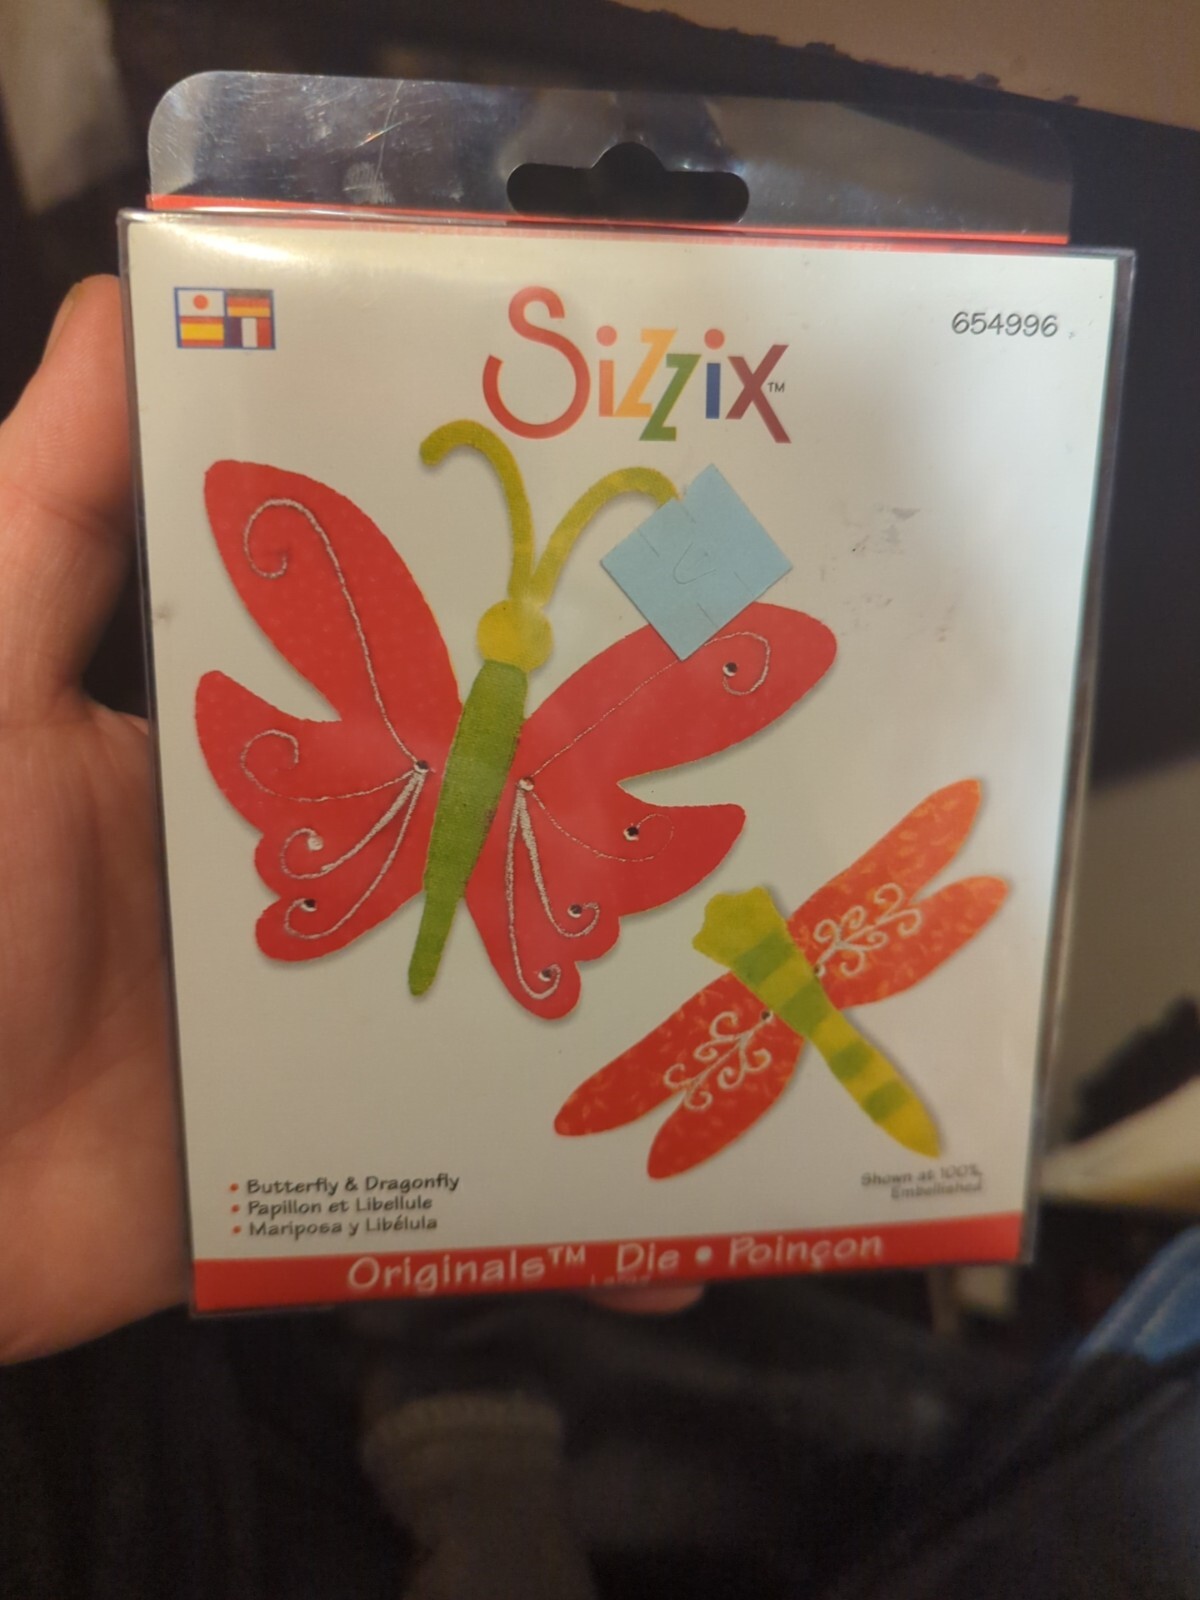 Sizzix™
654996
• Butterfly & Dragonfly
• Papillon et Libellule
• Mariposa y Libélula
Shown at 100%,
Embellished
Originals™ Die • Poinçon